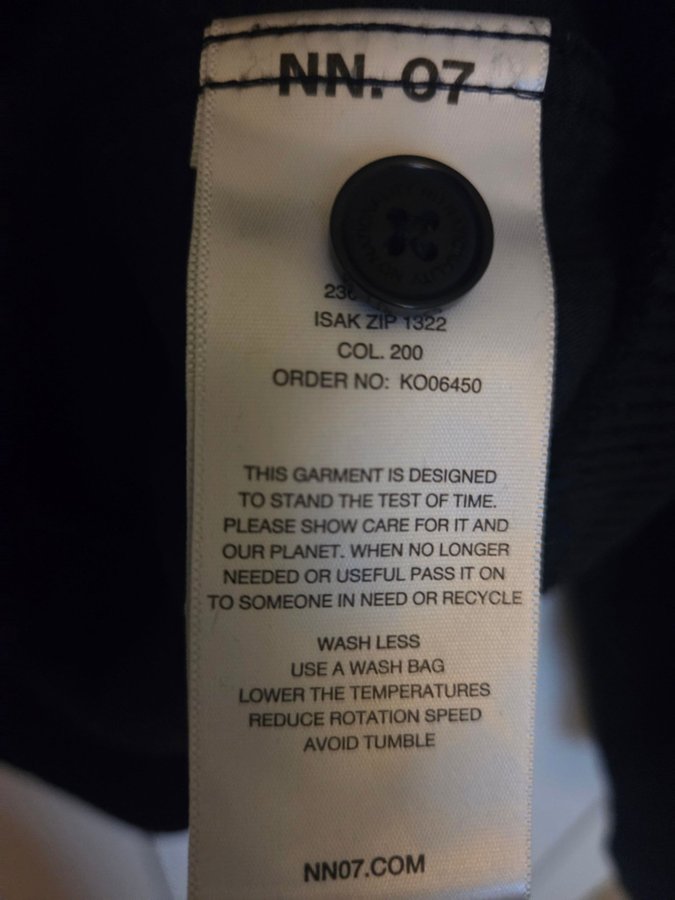 NN. 07
ISAK ZIP 1322
COL. 200
ORDER NO: KO06450
THIS GARMENT IS DESIGNED
TO STAND THE TEST OF TIME.
PLEASE SHOW CARE FOR IT AND
OUR PLANET. WHEN NO LONGER
NEEDED OR USEFUL PASS IT ON
TO SOMEONE IN NEED OR RECYCLE
WASH LESS
USE A WASH BAG
LOWER THE TEMPERATURES
REDUCE ROTATION SPEED
AVOID TUMBLE
NN07.COM